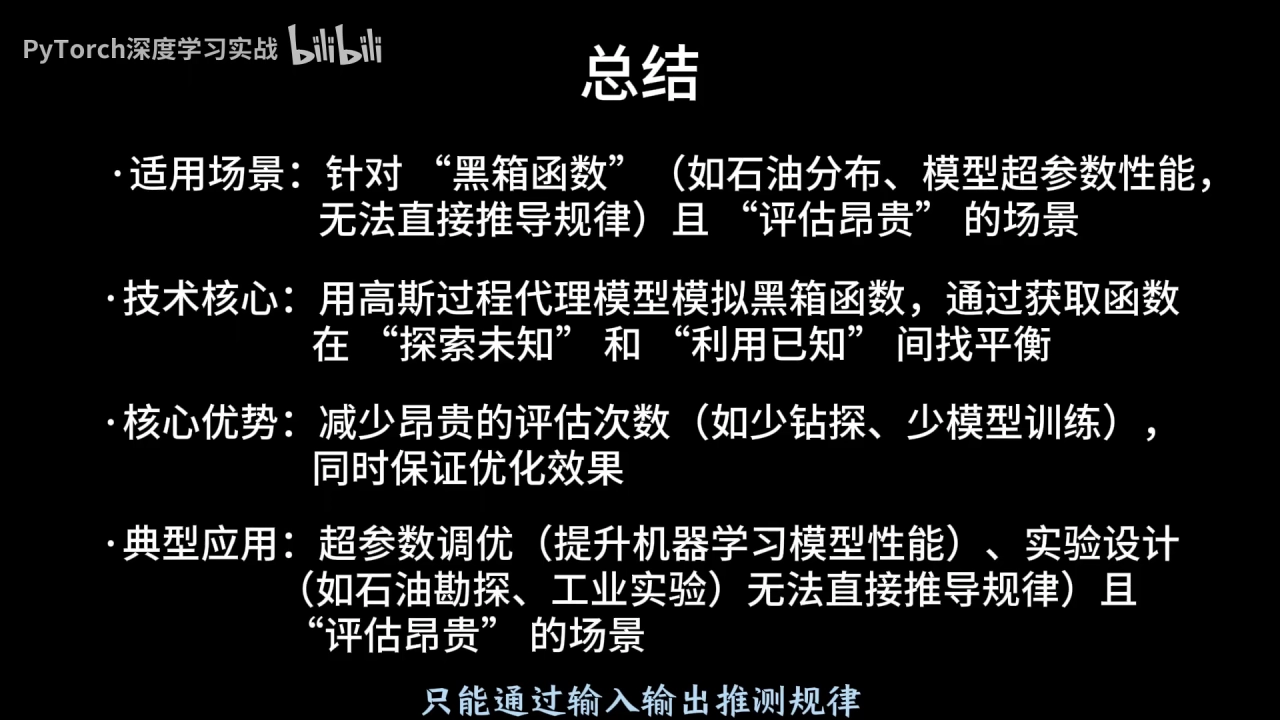 PyTorch深度学习实战 bilibili
总结
·适用场景：针对“黑箱函数”（如石油分布、模型超参数性能，
无法直接推导规律）且“评估昂贵”的场景
·技术核心：用高斯过程代理模型模拟黑箱函数，通过获取函数
在“探索未知”和“利用已知”间找平衡
·核心优势：减少昂贵的评估次数（如少钻探、少模型训练），
同时保证优化效果
·典型应用：超参数调优（提升机器学习模型性能）、实验设计
（如石油勘探、工业实验）无法直接推导规律）且
“评估昂贵”的场景
只能通过输入输出推测规律